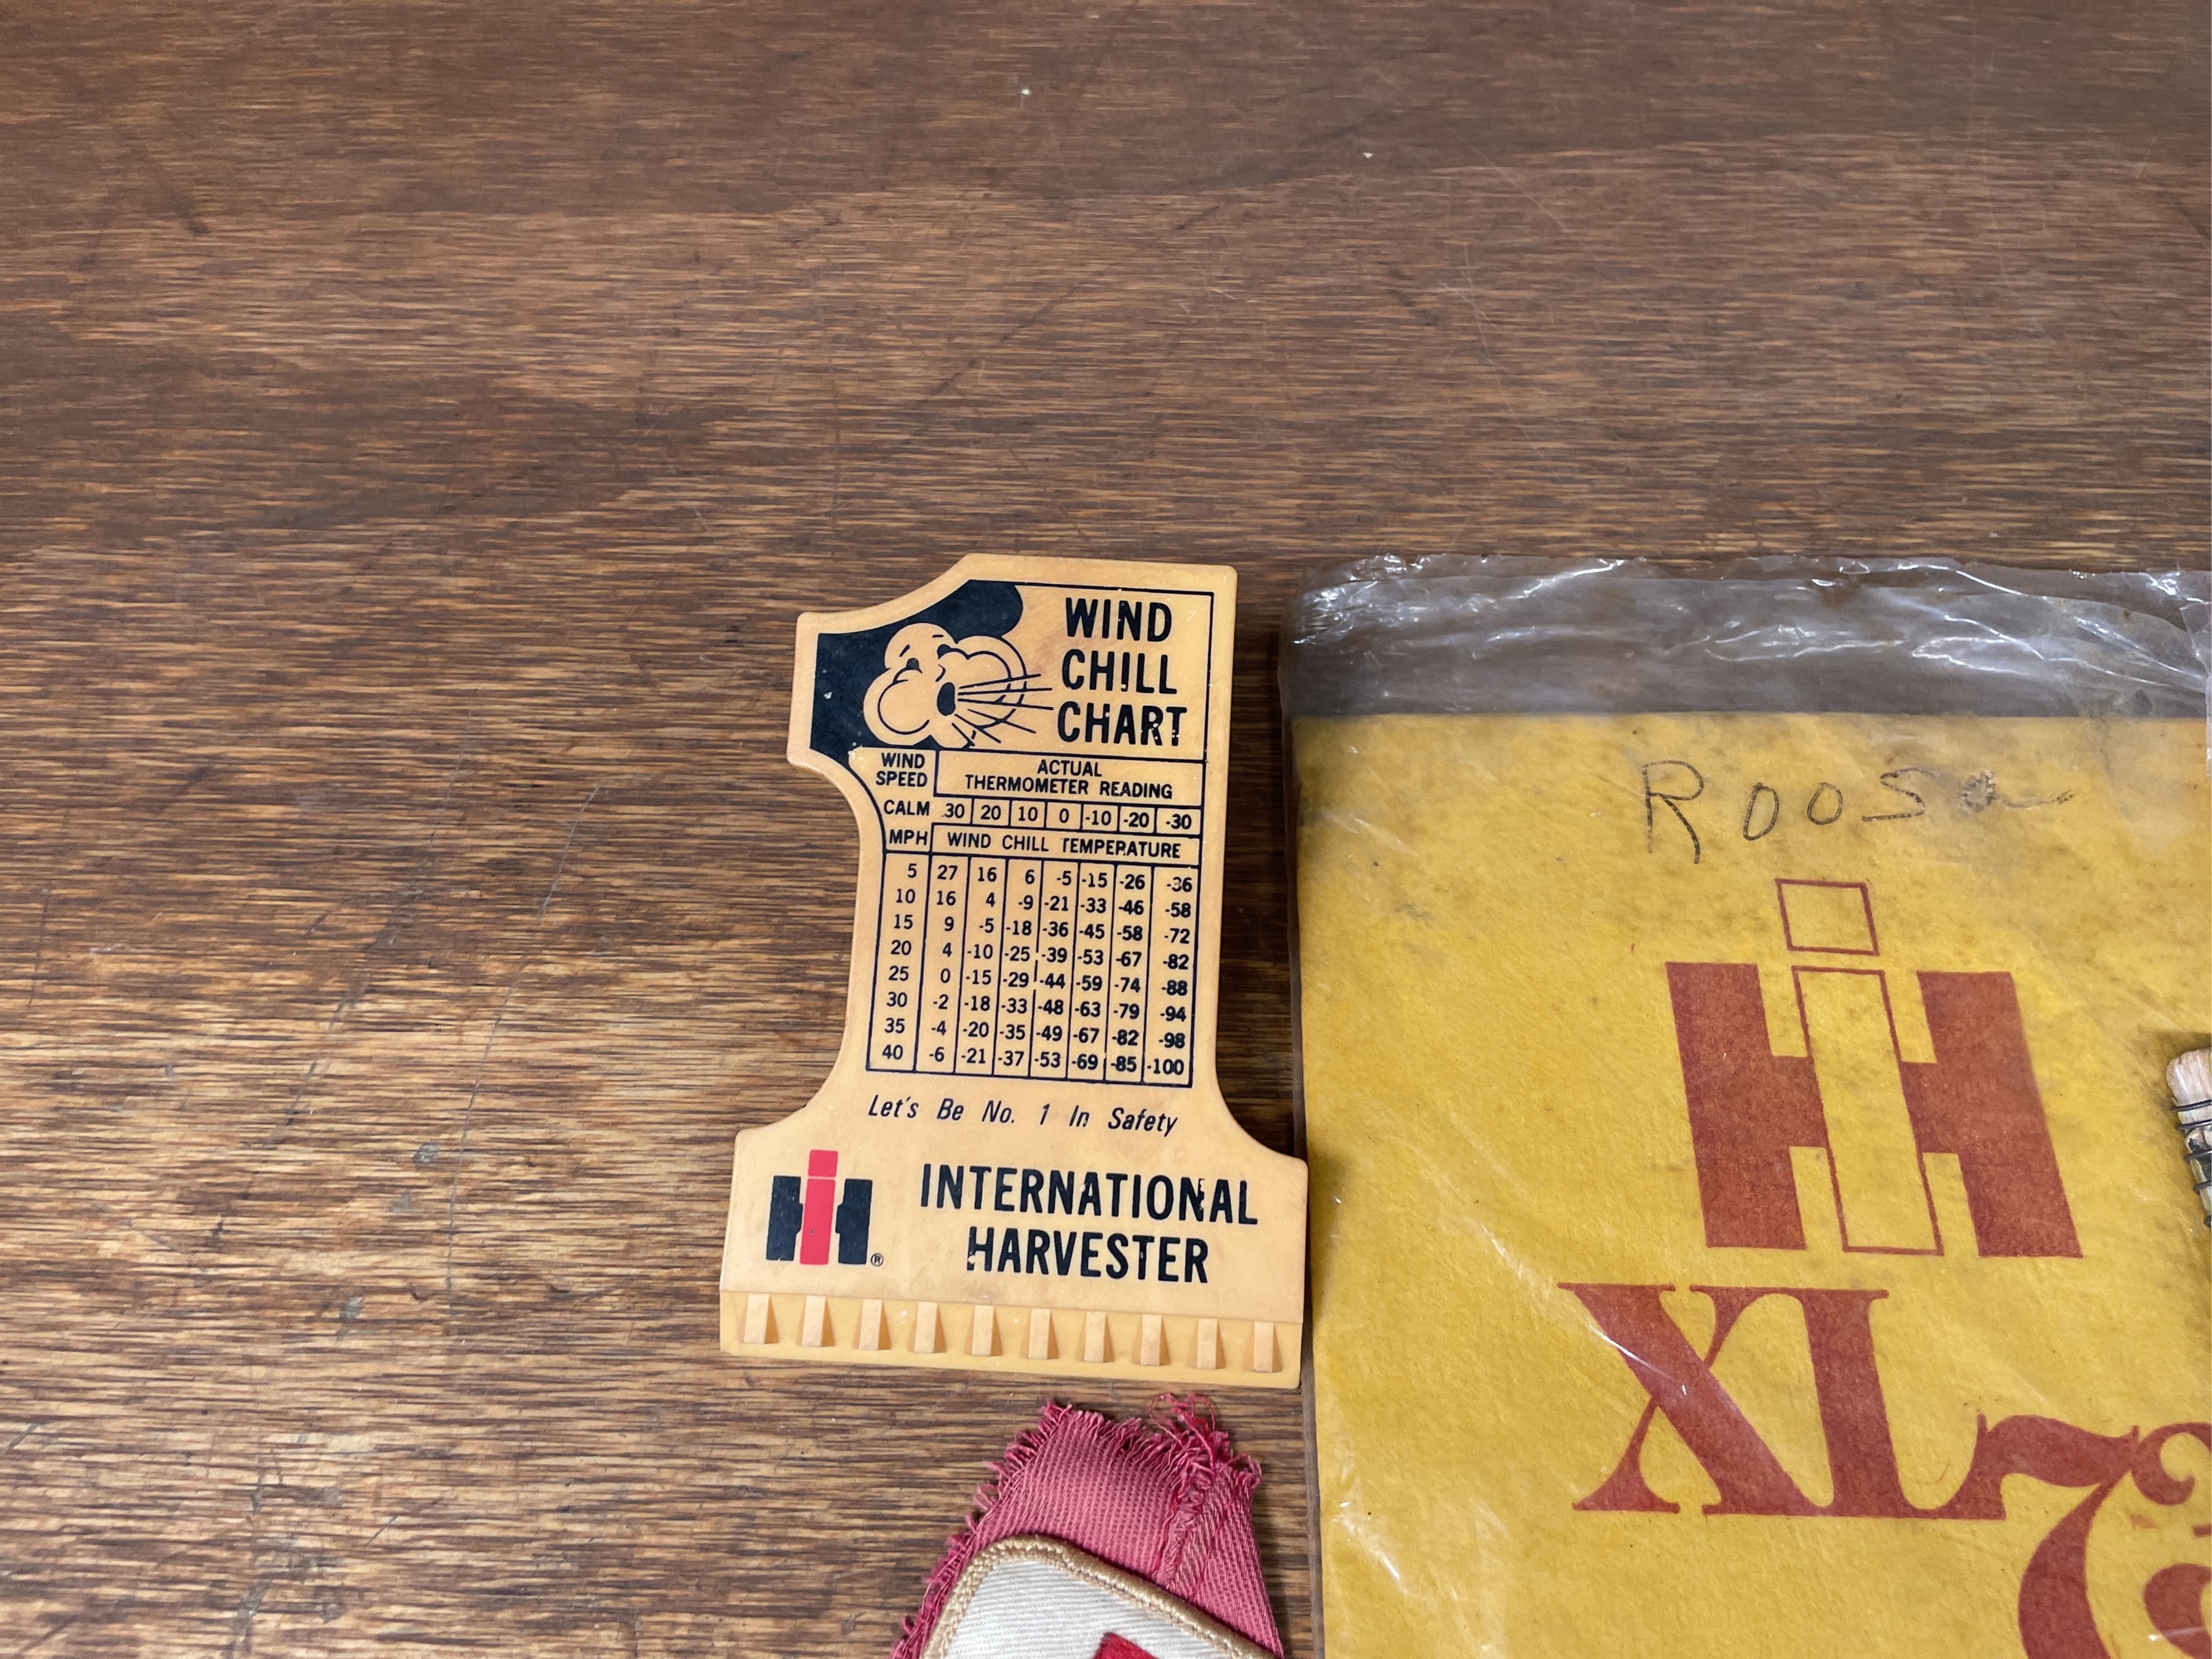 WIND
CHILL
CHART
WIND
SPEED
ACTUAL
THERMOMETER READING
CALM 30 20 10 0 -10 -20 -30
MPH WIND CHILL TEMPERATURE
5 27 16 6 -5 -15 -26 -36
10 16 4 -9 -21 -33 -46 -58
15 9 -5 -18 -36 -45 -58 -72
20 4 -10 -25 -39 -53 -67 -82
25 0 -15 -29 -44 -59 -74 -88
30 -2 -18 -33 -48 -63 -79 -94
35 -4 -20 -35 -49 -67 -82 -98
40 -6 -21 -37 -53 -69 -85 -100
Let's Be No. 1 In Safety
IH ® INTERNATIONAL
HARVESTER
Roosa
IH
XL7